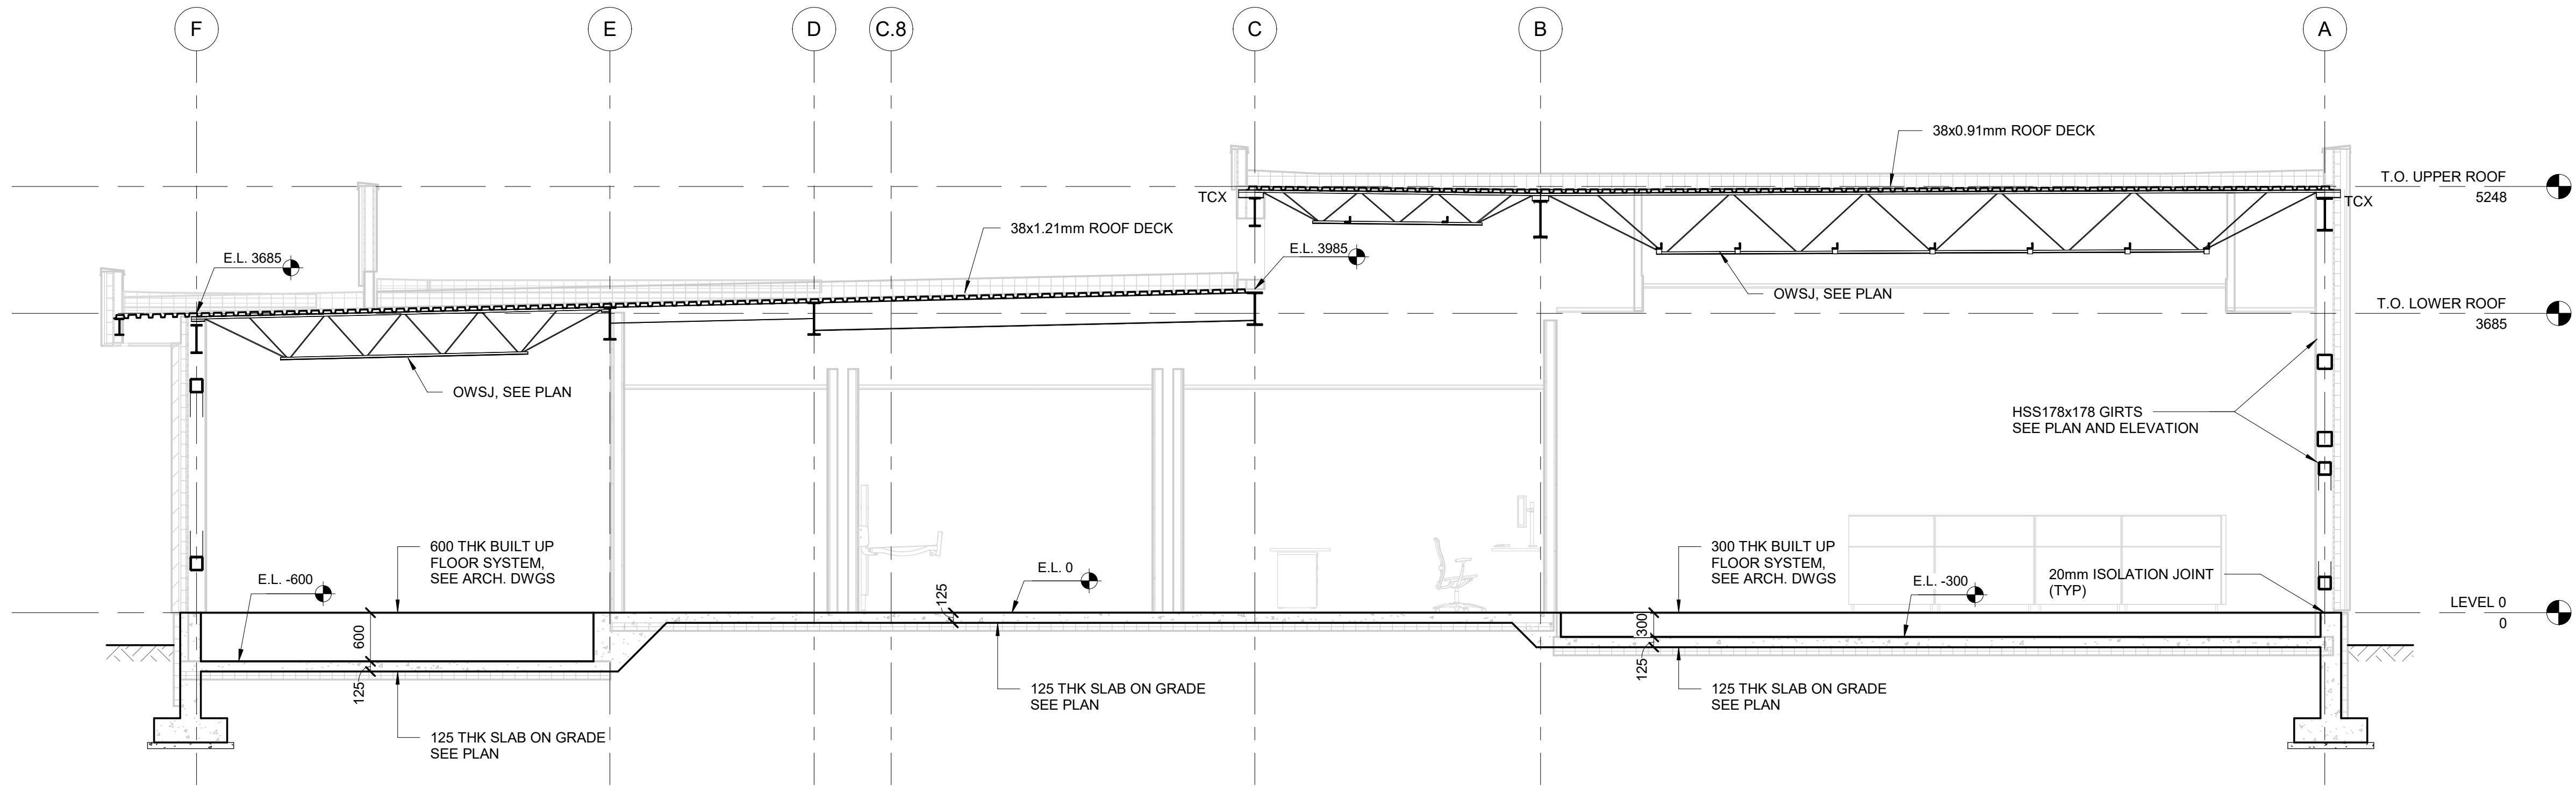 F
E
D
C.8
C
B
A
38x0.91mm ROOF DECK
T.O. UPPER ROOF
5248
TCX
TCX
38x1.21mm ROOF DECK
E.L. 3985
E.L. 3685
OWSJ, SEE PLAN
T.O. LOWER ROOF
3685
OWSJ, SEE PLAN
HSS178x178 GIRTS
SEE PLAN AND ELEVATION
600 THK BUILT UP
FLOOR SYSTEM,
SEE ARCH. DWGS
300 THK BUILT UP
FLOOR SYSTEM,
SEE ARCH. DWGS
E.L. -600
E.L. 0
E.L. -300
20mm ISOLATION JOINT
(TYP)
125
LEVEL 0
0
600
300
125
125
125 THK SLAB ON GRADE
SEE PLAN
125 THK SLAB ON GRADE
SEE PLAN
125 THK SLAB ON GRADE
SEE PLAN